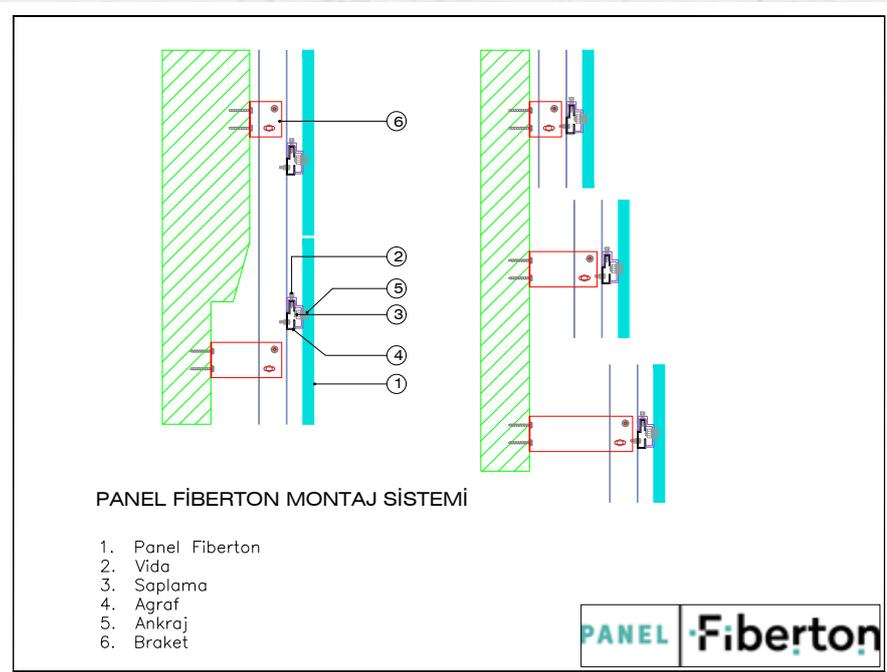 6
2
5
3
4
1
PANEL FİBERTON MONTAJ SİSTEMİ
1. Panel Fiberton
2. Vida
3. Saplama
4. Agraf
5. Ankraj
6. Braket
PANEL Fiberton